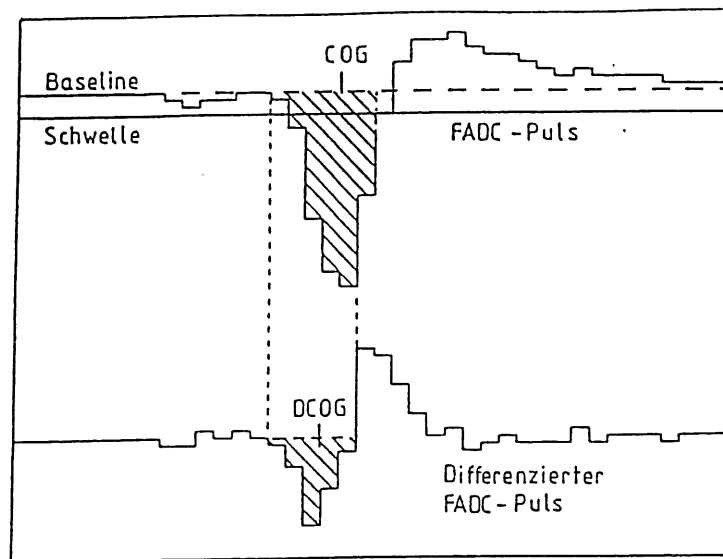 COG
Baseline
Schwelle
FADC - Puls
DCOG
Differenzierter
FADC - Puls